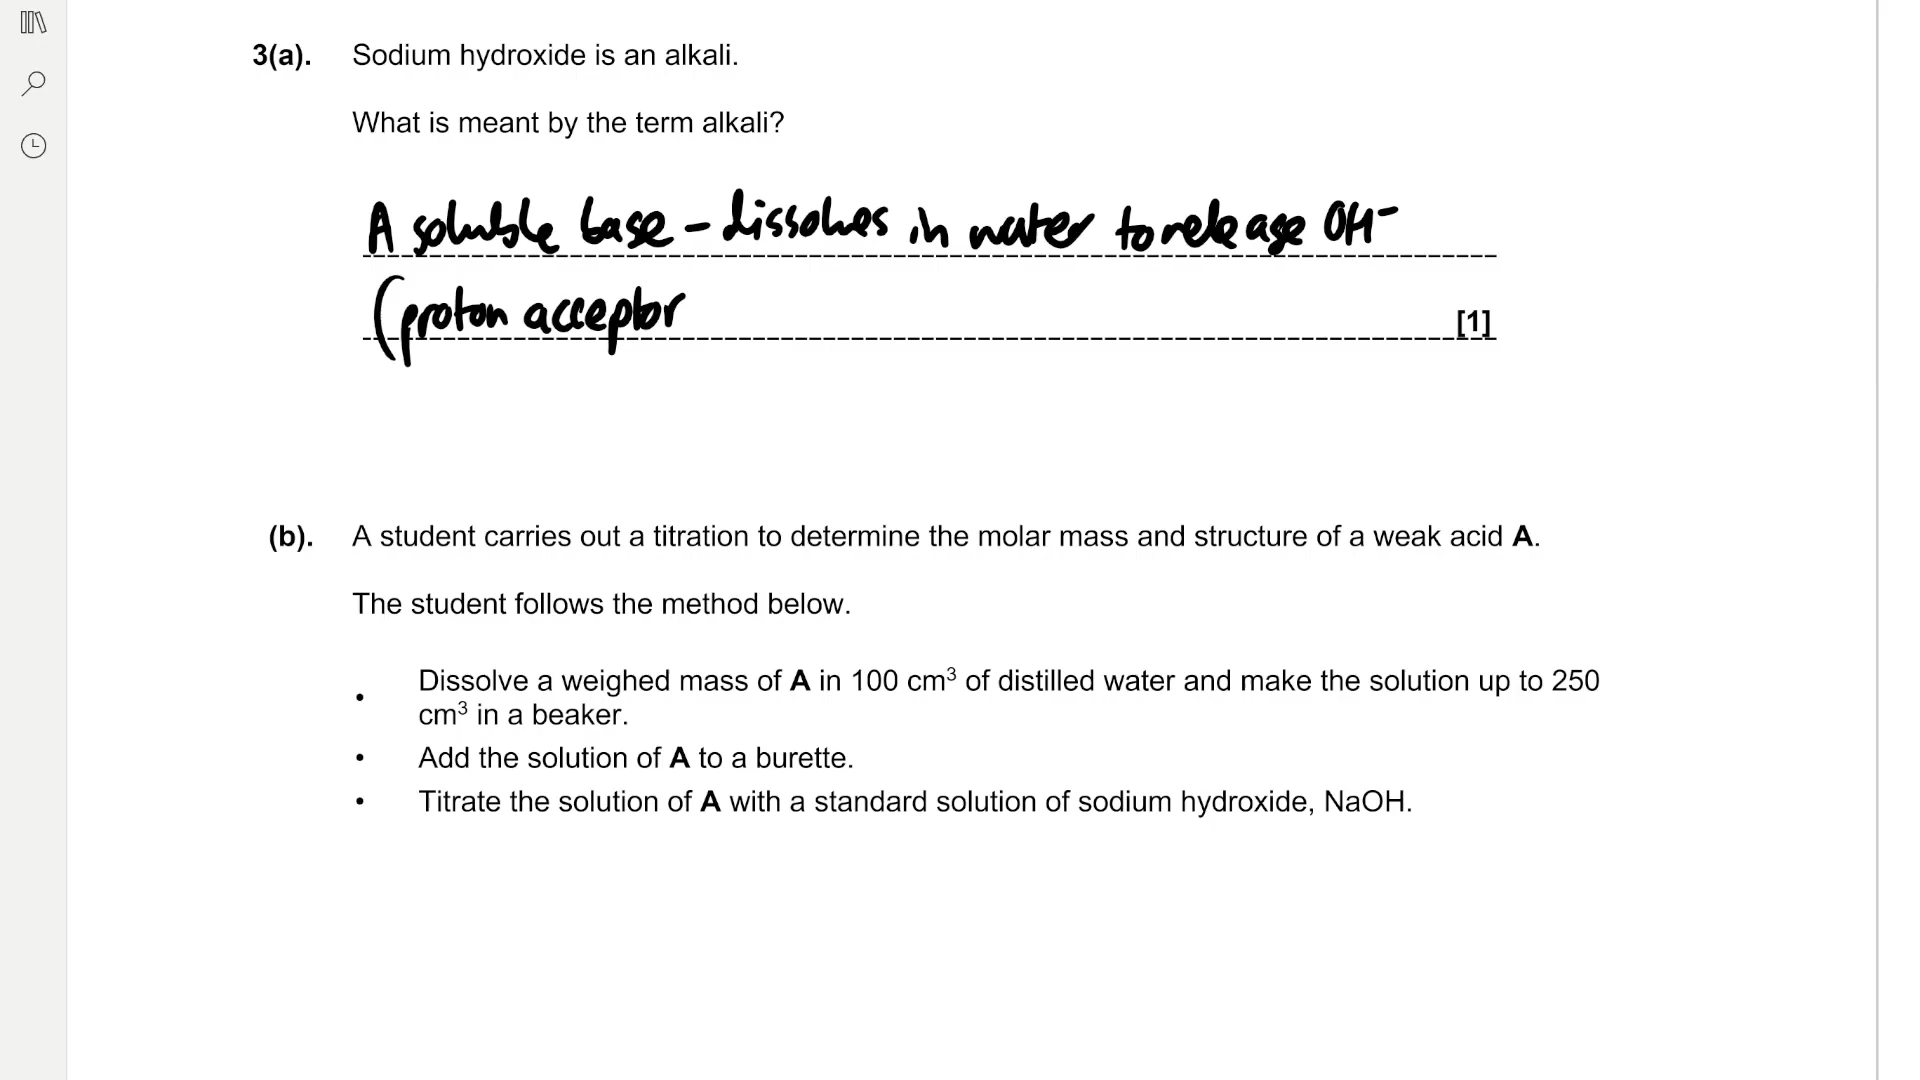 3(a). Sodium hydroxide is an alkali.
What is meant by the term alkali?
A soluble base - dissolves in water to release OH⁻
(proton acceptor
[1]
(b). A student carries out a titration to determine the molar mass and structure of a weak acid A.
The student follows the method below.
• Dissolve a weighed mass of A in 100 cm³ of distilled water and make the solution up to 250
cm³ in a beaker.
• Add the solution of A to a burette.
• Titrate the solution of A with a standard solution of sodium hydroxide, NaOH.